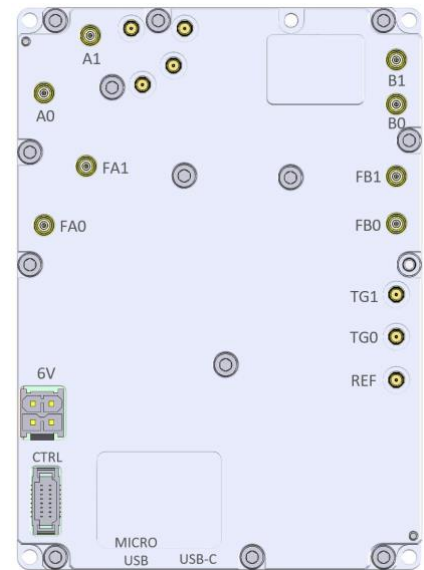 A1
B1
A0
B0
FA1
FB1
FA0
FB0
TG1
TG0
6V
REF
CTRL
MICRO
USB
USB-C